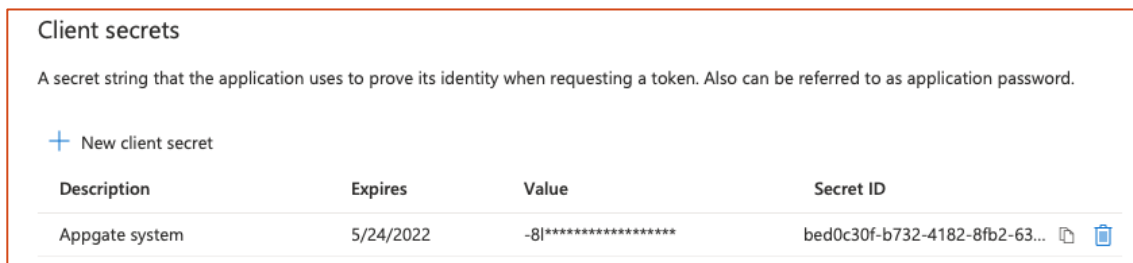 Client secrets
A secret string that the application uses to prove its identity when requesting a token. Also can be referred to as application password.
New client secret
Description Expires Value Secret ID
Appgate system 5/24/2022 -8l****************** bed0c30f-b732-4182-8fb2-63...